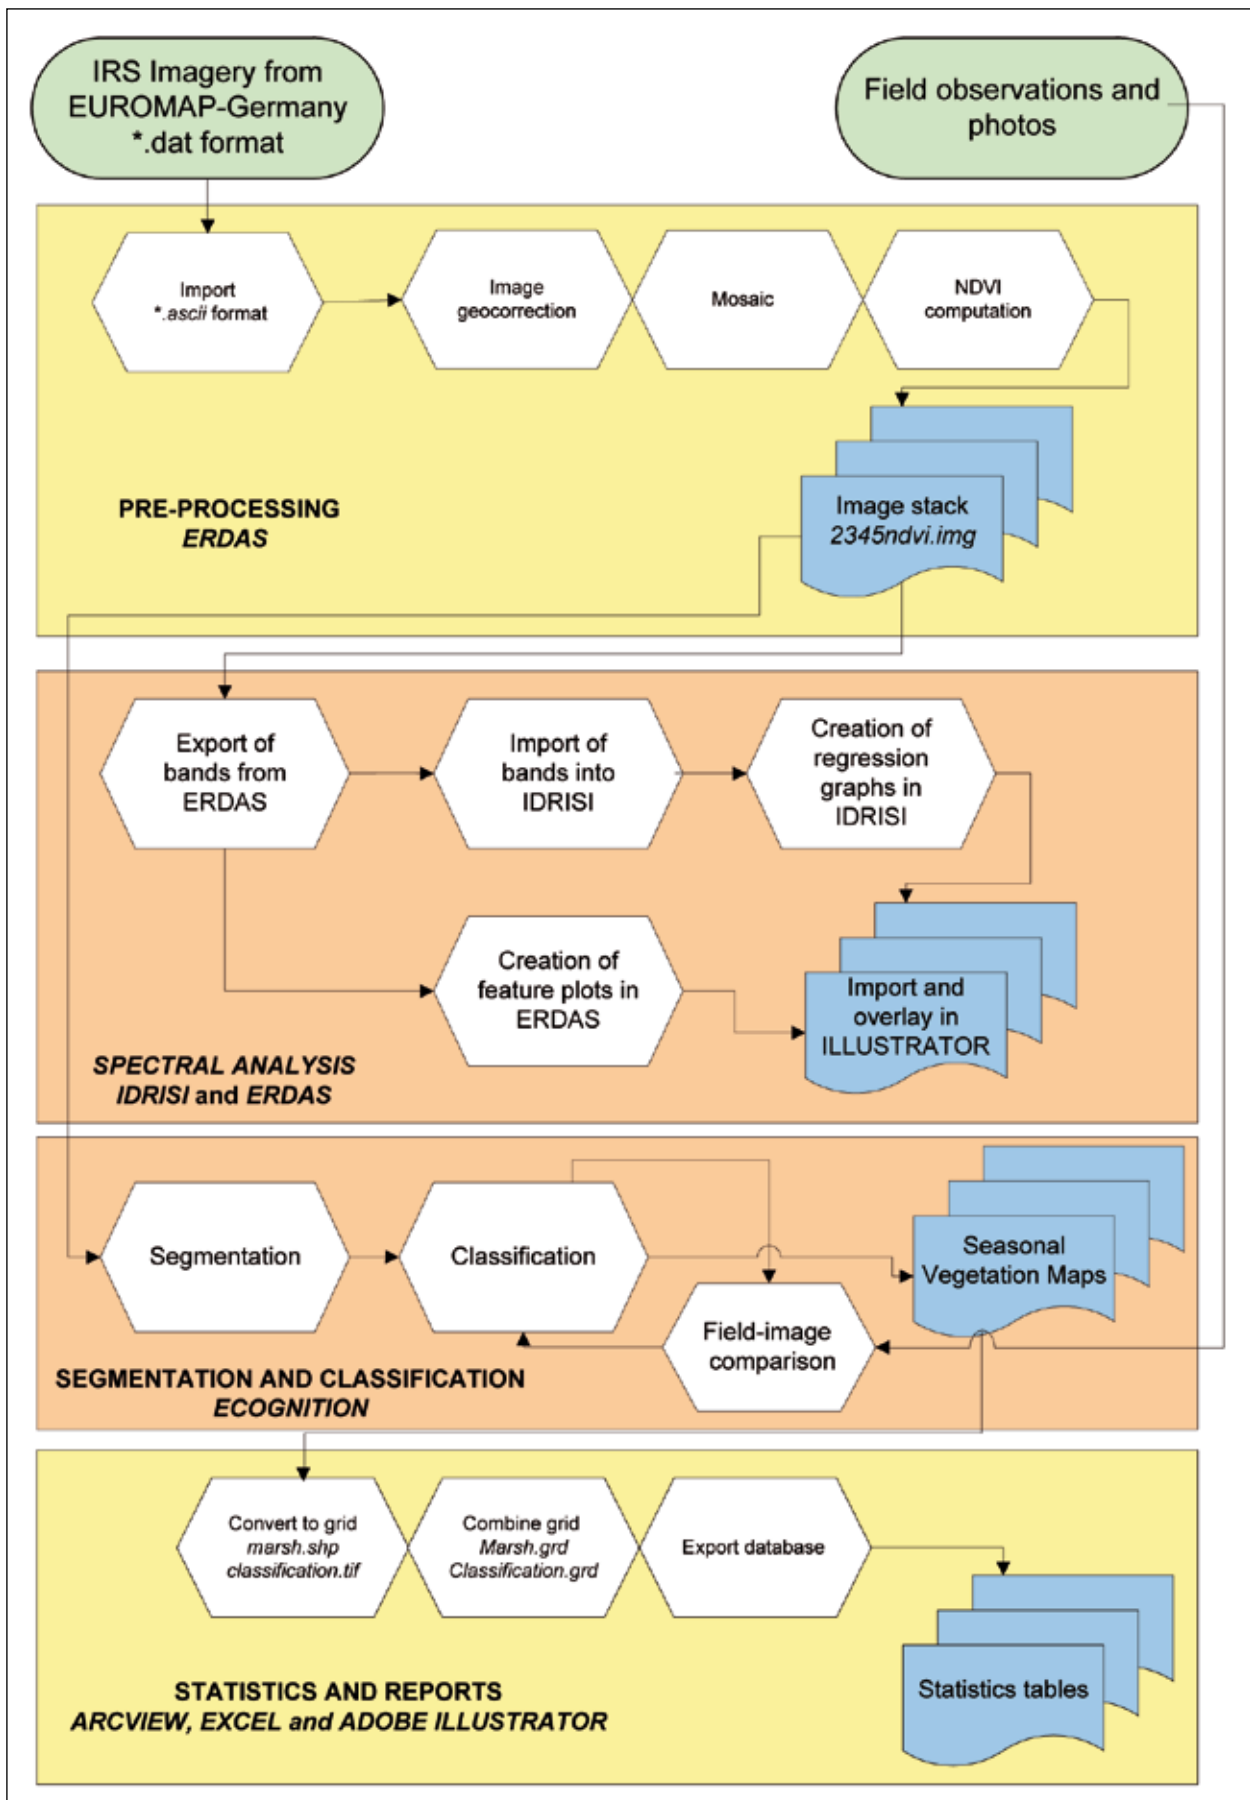 IRS Imagery from
EUROMAP-Germany
*.dat format
Field observations and
photos
Import
*.ascii format
Image
geocorrection
Mosaic
NDVI
computation
Image stack
2345ndvi.img
PRE-PROCESSING
ERDAS
Export of
bands from
ERDAS
Import of
bands into
IDRISI
Creation of
regression
graphs in
IDRISI
Creation of
feature plots in
ERDAS
Import and
overlay in
ILLUSTRATOR
SPECTRAL ANALYSIS
IDRISI and ERDAS
Segmentation
Classification
Seasonal
Vegetation Maps
Field-image
comparison
SEGMENTATION AND CLASSIFICATION
ECOGNITION
Convert to grid
marsh.shp
classification.tif
Combine grid
Marsh.grd
Classification.grd
Export database
Statistics tables
STATISTICS AND REPORTS
ARCVIEW, EXCEL and ADOBE ILLUSTRATOR